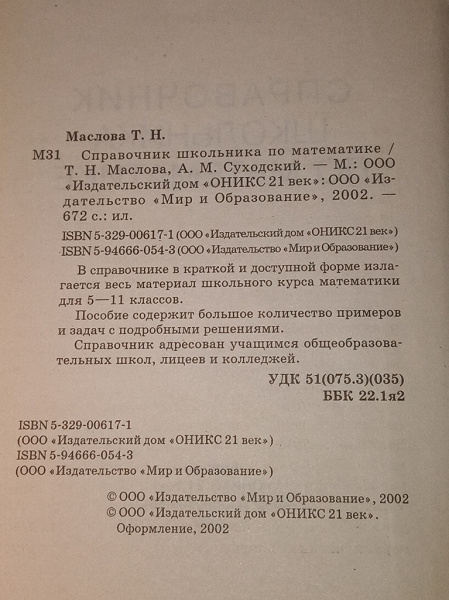 Маслова Т. Н.
М31 Справочник школьника по математике /
Т. Н. Маслова, А. М. Суходский. — М.: ООО
«Издательский дом «ОНИКС 21 век»: ООО «Из-
дательство «Мир и Образование», 2002. —
672 с.: ил.
ISBN 5-329-00617-1 (ООО «Издательский дом «ОНИКС 21 век»)
ISBN 5-94666-054-3 (ООО «Издательство «Мир и Образование»)
В справочнике в краткой и доступной форме изла-
гается весь материал школьного курса математики
для 5—11 классов.
Пособие содержит большое количество примеров
и задач с подробными решениями.
Справочник адресован учащимся общеобразова-
тельных школ, лицеев и колледжей.
УДК 51(075.3)(035)
ББК 22.1я2
ISBN 5-329-00617-1
(ООО «Издательский дом «ОНИКС 21 век»)
ISBN 5-94666-054-3
(ООО «Издательство «Мир и Образование»)
© ООО «Издательство «Мир и Образование», 2002
© ООО «Издательский дом «ОНИКС 21 век».
Оформление, 2002